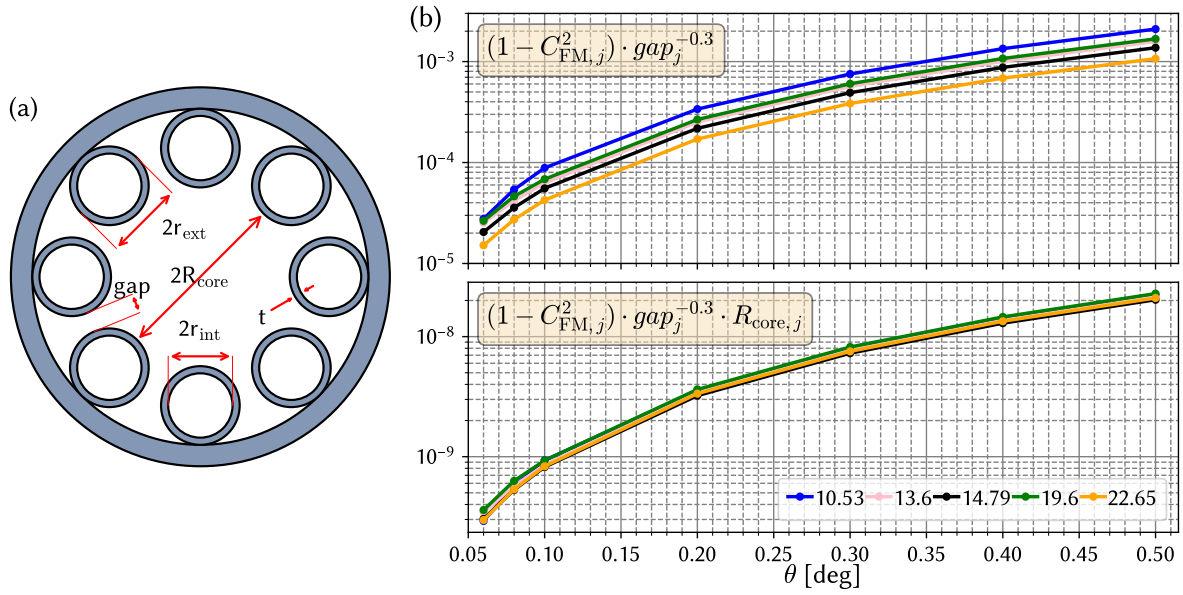 (a)
2r_ext
2R_core
gap
t
2r_int
(b)
(1 − C²_FM, j) · gap_j^−0.3
10⁻³
10⁻⁴
10⁻⁵
(1 − C²_FM, j) · gap_j^−0.3 · R_core, j
10⁻⁸
10⁻⁹
10.53 13.6 14.79 19.6 22.65
0.05 0.10 0.15 0.20 0.25 0.30 0.35 0.40 0.45 0.50
θ [deg]